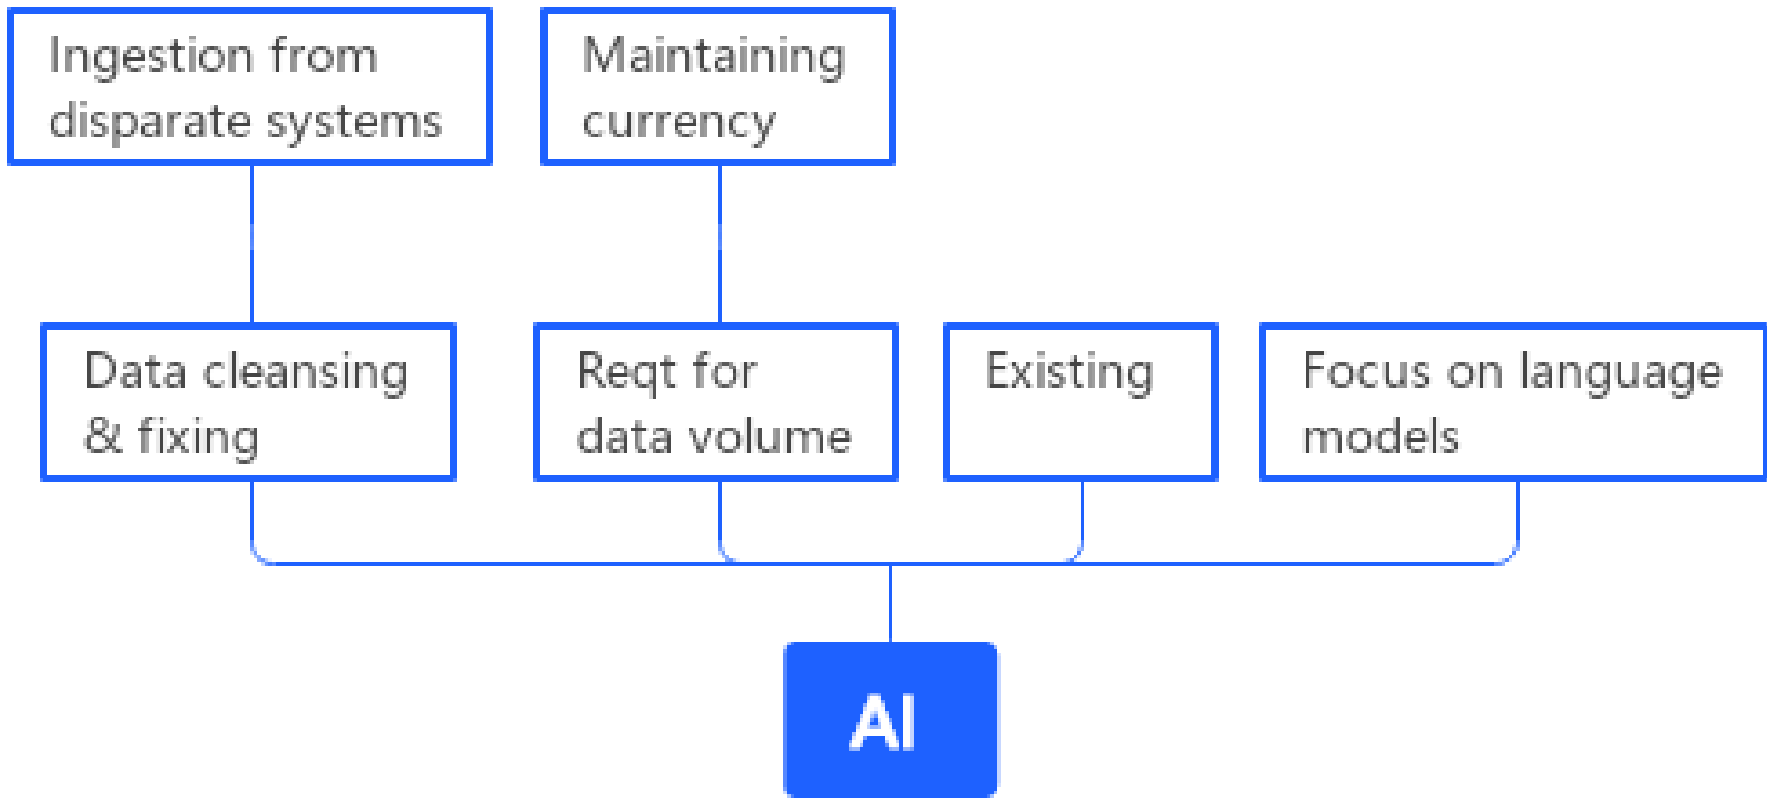 Ingestion from
disparate systems
Maintaining
currency
Data cleansing
& fixing
Reqt for
data volume
Existing
Focus on language
models
AI